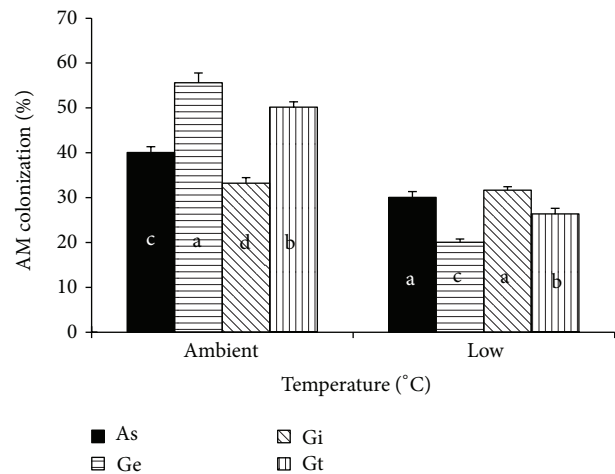 70
60
50
40
30
20
10
0
AM colonization (%)
c a d b
a c a b
Ambient Low
Temperature (°C)
As Gi
Ge Gt